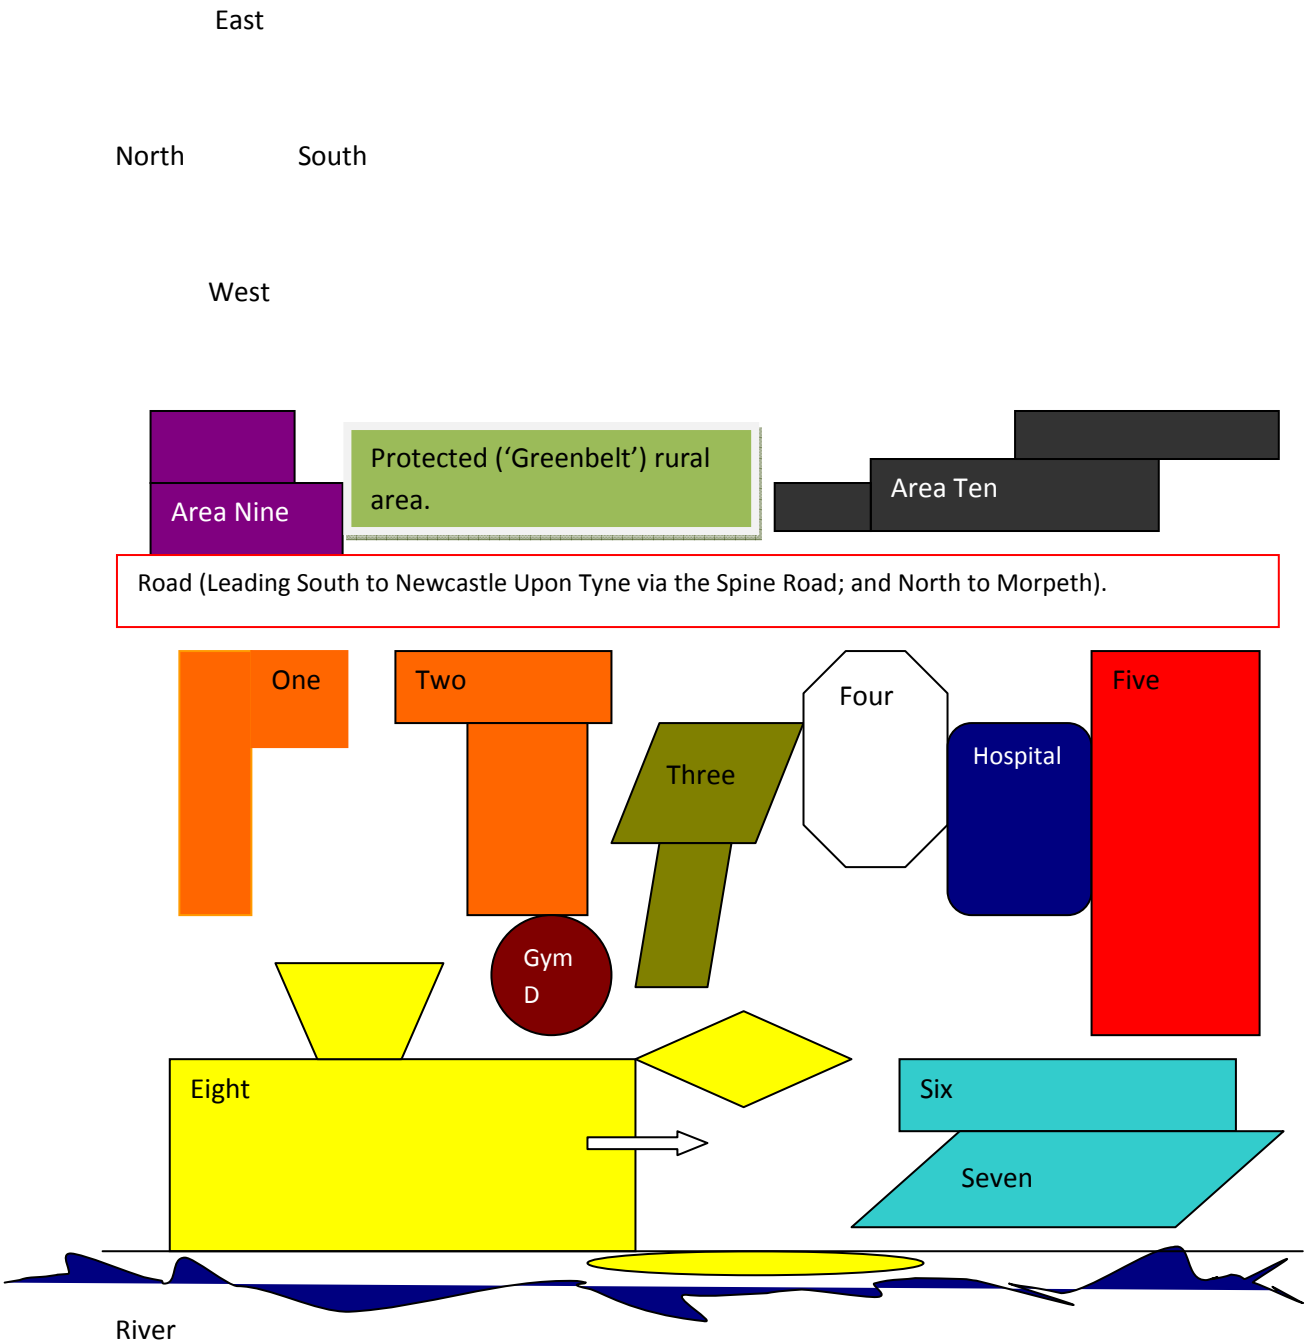 East
North South
West
Protected (‘Greenbelt’) rural
area.
Area Nine
Area Ten
Road (Leading South to Newcastle Upon Tyne via the Spine Road; and North to Morpeth).
One
Two
Three
Four
Hospital
Five
Gym
D
Eight
Six
Seven
River